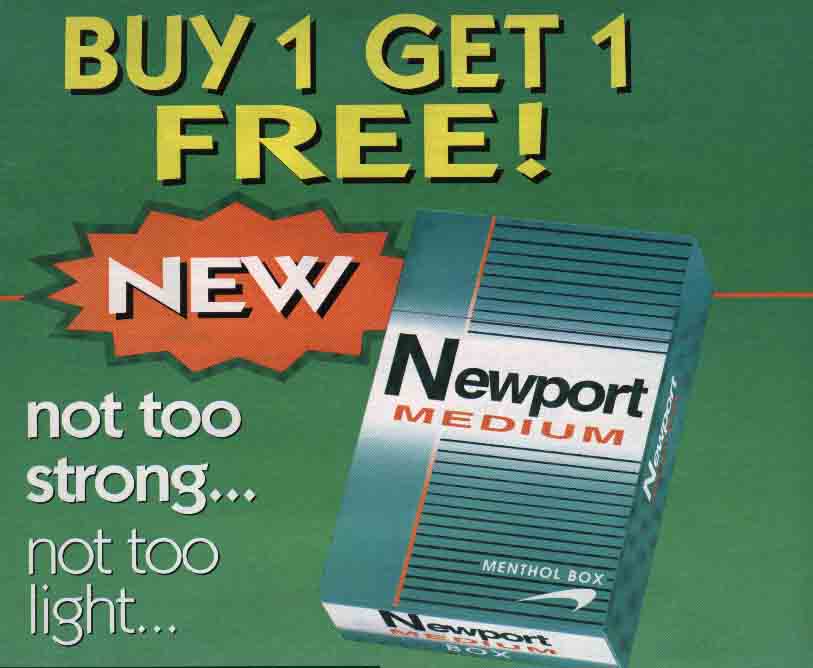 BUY 1 GET 1
FREE!
NEW
not too
strong...
not too
light...
Newport
MEDIUM
MENTHOL BOX
Newport
MEDIUM
BOX
Newport